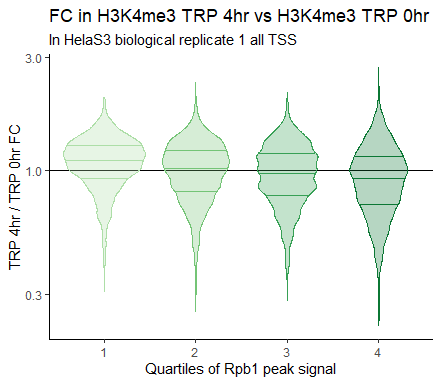 FC in H3K4me3 TRP 4hr vs H3K4me3 TRP 0hr
In HelaS3 biological replicate 1 all TSS
3.0
1.0
0.3
TRP 4hr / TRP 0hr FC
1 2 3 4
Quartiles of Rpb1 peak signal